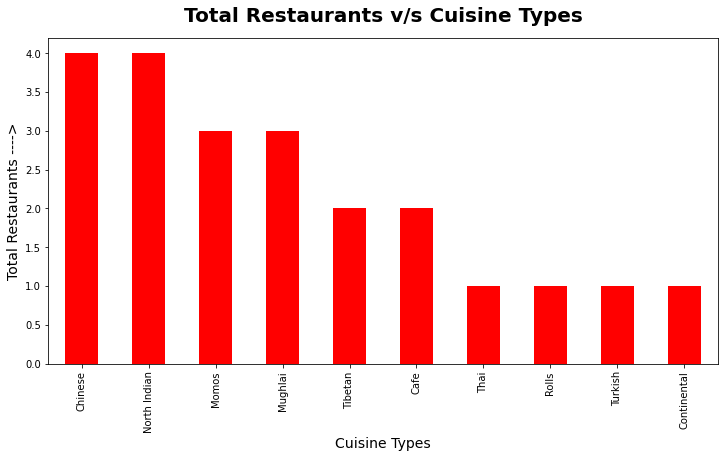 Total Restaurants v/s Cuisine Types
Total Restaurants ---->
4.0
3.5
3.0
2.5
2.0
1.5
1.0
0.5
0.0
Chinese
North Indian
Momos
Mughlai
Tibetan
Cafe
Thai
Rolls
Turkish
Continental
Cuisine Types